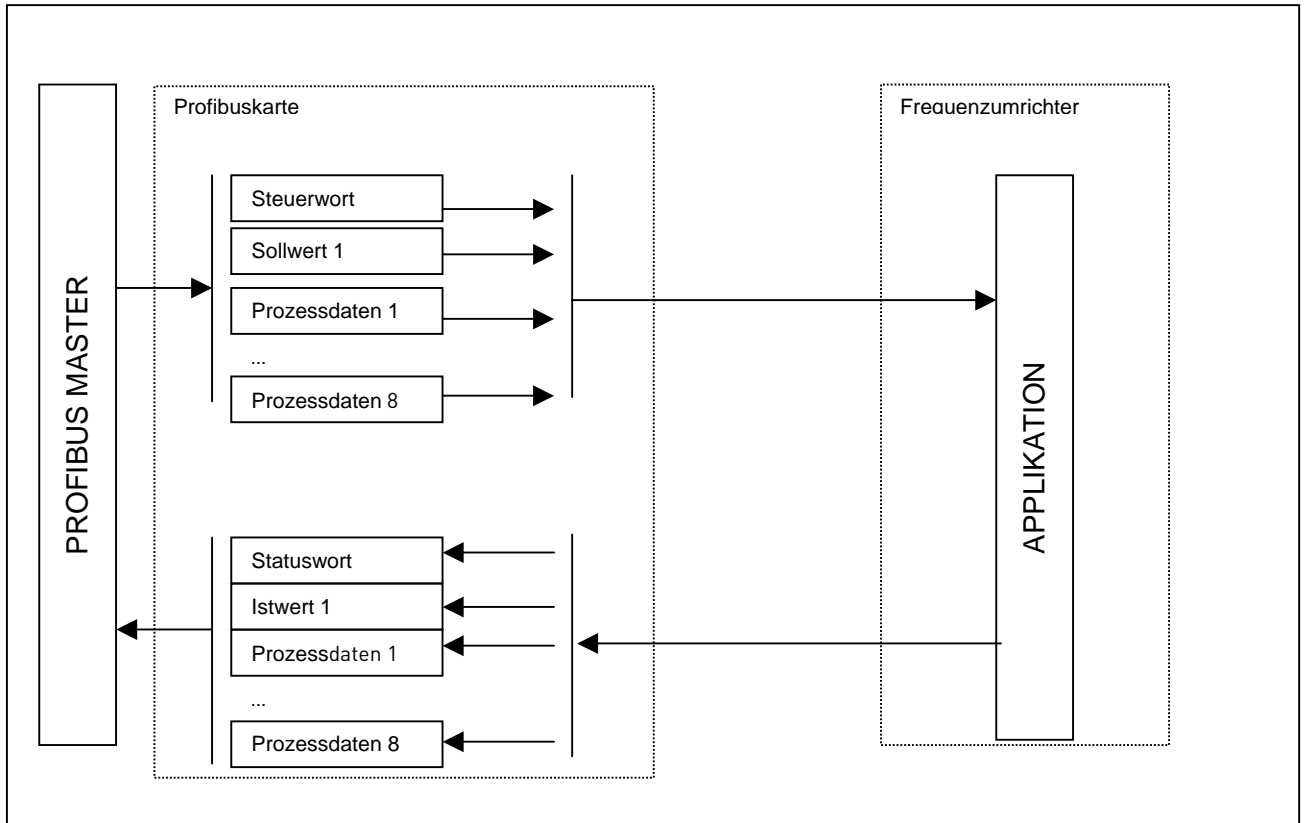 Profibuskarte
Frequenzumrichter
PROFIBUS MASTER
Steuerwort
Sollwert 1
Prozessdaten 1
...
Prozessdaten 8
APPLIKATION
Statuswort
Istwert 1
Prozessdaten 1
...
Prozessdaten 8